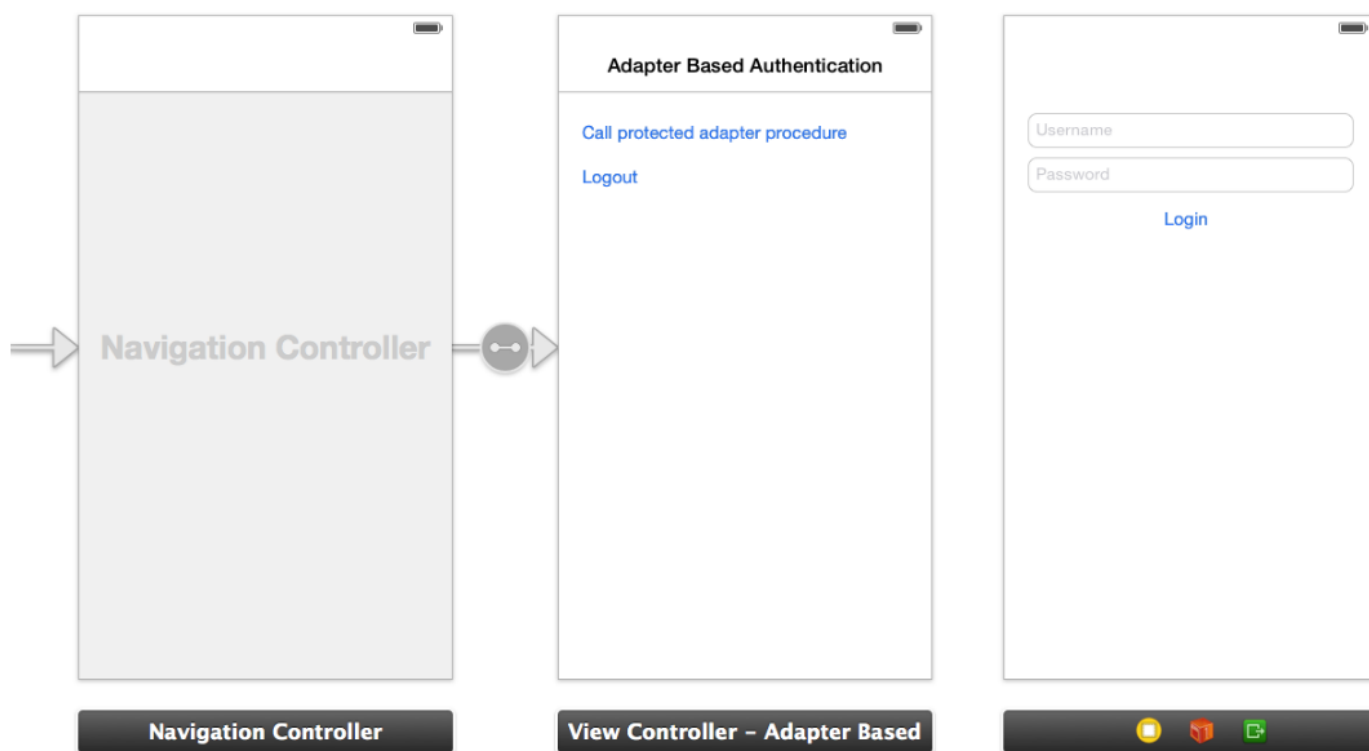 Navigation Controller
Navigation Controller
Adapter Based Authentication
Call protected adapter procedure
Logout
View Controller – Adapter Based
Username
Password
Login